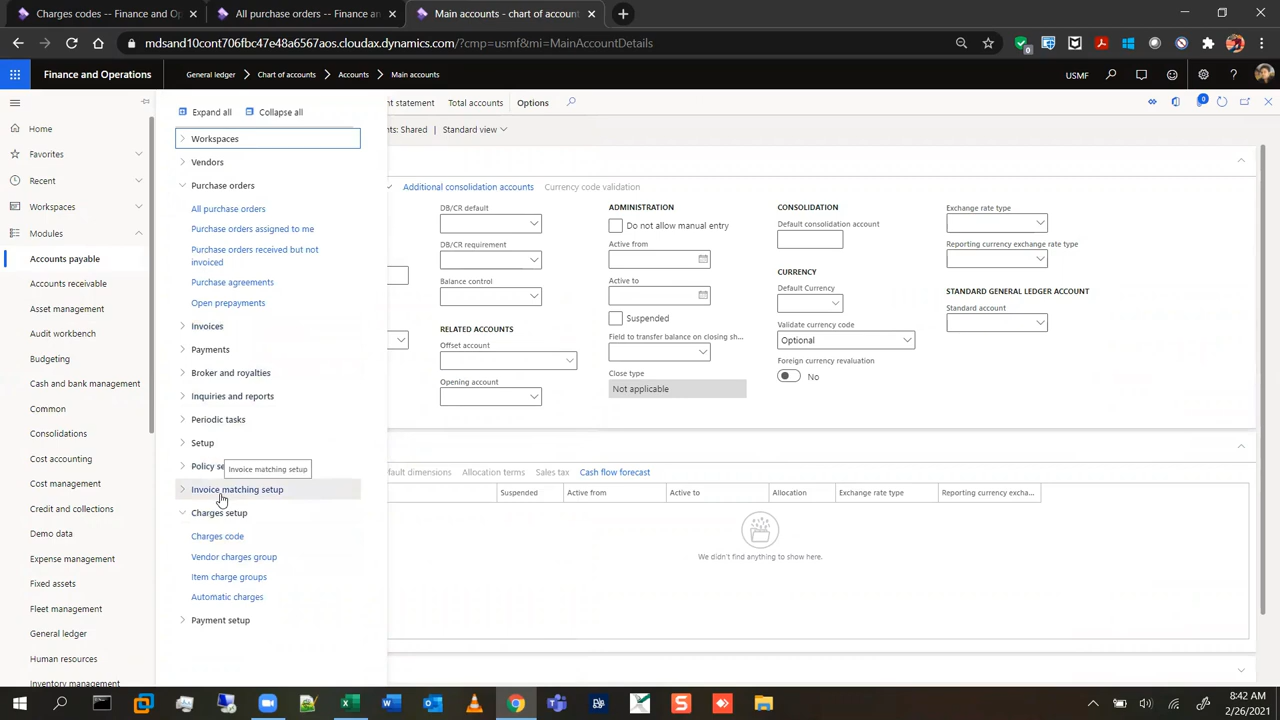 Charges codes -- Finance and Op
All purchase orders -- Finance an
Main accounts - chart of account
mdsand10cont7bdc7151462vaos.cloudax.dynamics.com/?cmp=usmf&mi=MainAccountDetails
Finance and Operations
General ledger
Chart of accounts
Accounts
Main accounts
USMF
Home
Favorites
Recent
Workspaces
Modules
Accounts payable
Accounts receivable
Asset management
Audit workbench
Budgeting
Cash and bank management
Common
Consolidations
Cost accounting
Cost management
Credit and collections
Demo data
Expense management
Fixed assets
Fleet management
General ledger
Human resources
Inventory management
Expand all
Collapse all
Workspaces
Vendors
Purchase orders
All purchase orders
Purchase orders assigned to me
Purchase orders received but not
invoiced
Purchase agreements
Open prepayments
Invoices
Payments
Broker and royalties
Inquiries and reports
Periodic tasks
Setup
Policy se
Invoice matching setup
Invoice matching setup
Charges setup
Charges code
Vendor charges group
Item charge groups
Automatic charges
Payment setup
nt statement
Total accounts
Options
0
nts: Shared
Standard view
Additional consolidation accounts
Currency code validation
DB/CR default
DB/CR requirement
Balance control
RELATED ACCOUNTS
Offset account
Opening account
ADMINISTRATION
Do not allow manual entry
Active from
Active to
Suspended
Field to transfer balance on closing sh...
Close type
Not applicable
CONSOLIDATION
Default consolidation account
CURRENCY
Default Currency
Validate currency code
Optional
Foreign currency revaluation
No
Exchange rate type
Reporting currency exchange rate type
STANDARD GENERAL LEDGER ACCOUNT
Standard account
fault dimensions
Allocation terms
Sales tax
Cash flow forecast
Suspended
Active from
Active to
Allocation
Exchange rate type
Reporting currency excha...
We didn't find anything to show here.
8:42 AM
2/26/2021